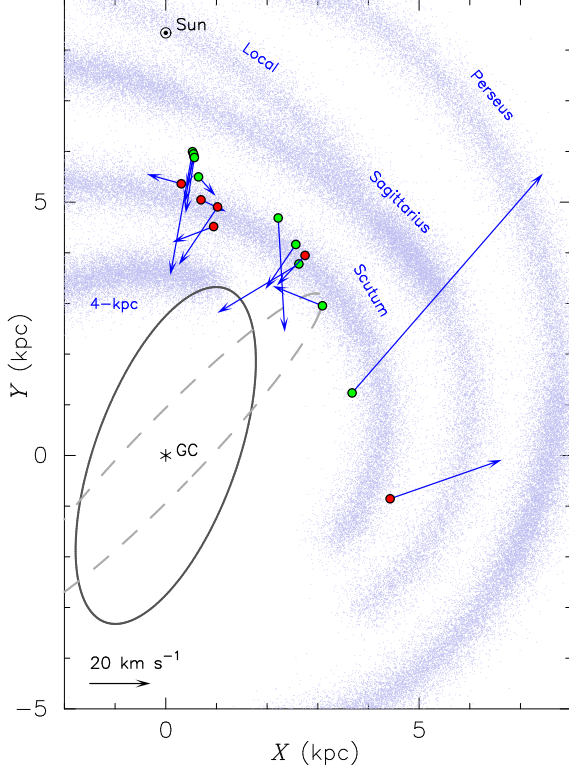 Sun
Local
Perseus
Sagittarius
5
Scutum
4-kpc
Y (kpc)
0
GC
20 km s⁻¹
−5
0
5
X (kpc)